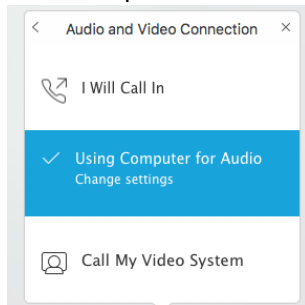 Audio and Video Connection
I Will Call In
Using Computer for Audio
Change settings
Call My Video System